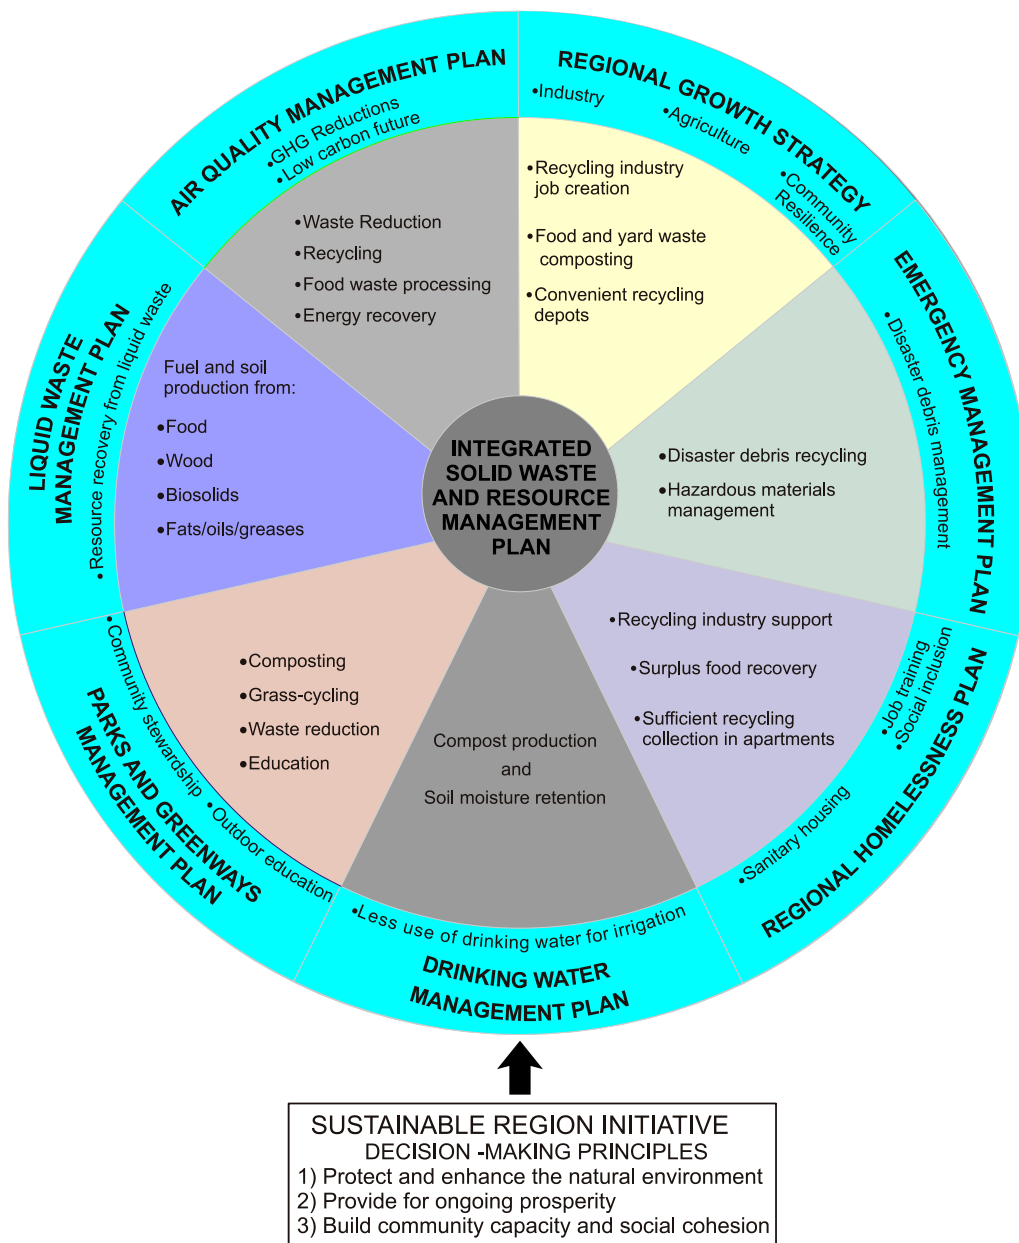 AIR QUALITY MANAGEMENT PLAN
•GHG Reductions
•Low carbon future
•Waste Reduction
•Recycling
•Food waste processing
•Energy recovery
REGIONAL GROWTH STRATEGY
•Industry
•Agriculture
•Community
Resilience
•Recycling industry
job creation
•Food and yard waste
composting
•Convenient recycling
depots
EMERGENCY MANAGEMENT PLAN
•Disaster debris management
•Disaster debris recycling
•Hazardous materials
management
REGIONAL HOMELESSNESS PLAN
•Job training
•Social inclusion
•Sanitary housing
•Recycling industry support
•Surplus food recovery
•Sufficient recycling
collection in apartments
DRINKING WATER
MANAGEMENT PLAN
•Less use of drinking water for irrigation
Compost production
and
Soil moisture retention
PARKS AND GREENWAYS
MANAGEMENT PLAN
•Community stewardship
•Outdoor education
•Composting
•Grass-cycling
•Waste reduction
•Education
LIQUID WASTE
MANAGEMENT PLAN
•Resource recovery from liquid waste
Fuel and soil
production from:
•Food
•Wood
•Biosolids
•Fats/oils/greases
INTEGRATED
SOLID WASTE
AND RESOURCE
MANAGEMENT
PLAN
SUSTAINABLE REGION INITIATIVE
DECISION -MAKING PRINCIPLES
1) Protect and enhance the natural environment
2) Provide for ongoing prosperity
3) Build community capacity and social cohesion